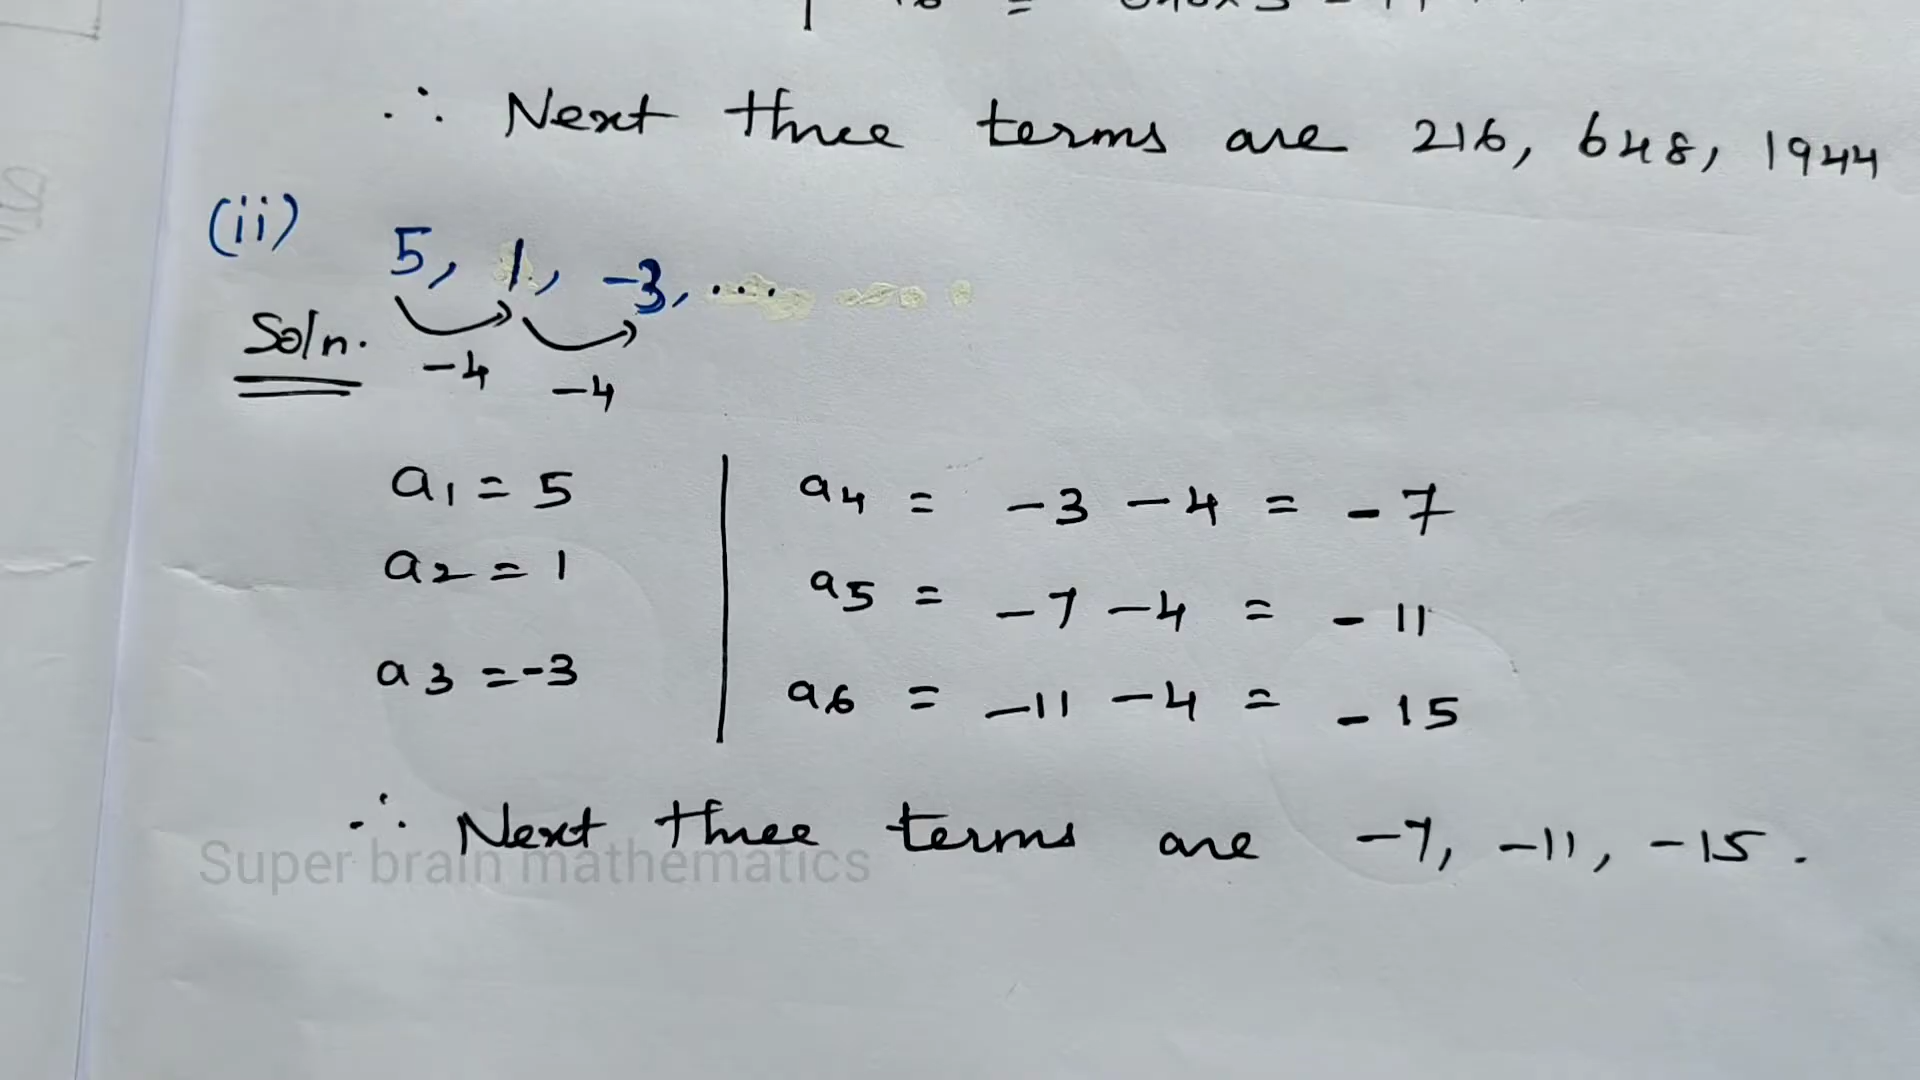 ∴ Next three terms are 216, 648, 1944
(ii) 5, 1, -3, ...
Soln. -4 -4
a1 = 5
a2 = 1
a3 = -3
a4 = -3 - 4 = -7
a5 = -7 - 4 = -11
a6 = -11 - 4 = -15
∴ Next three terms are -7, -11, -15.
Super brain mathematics